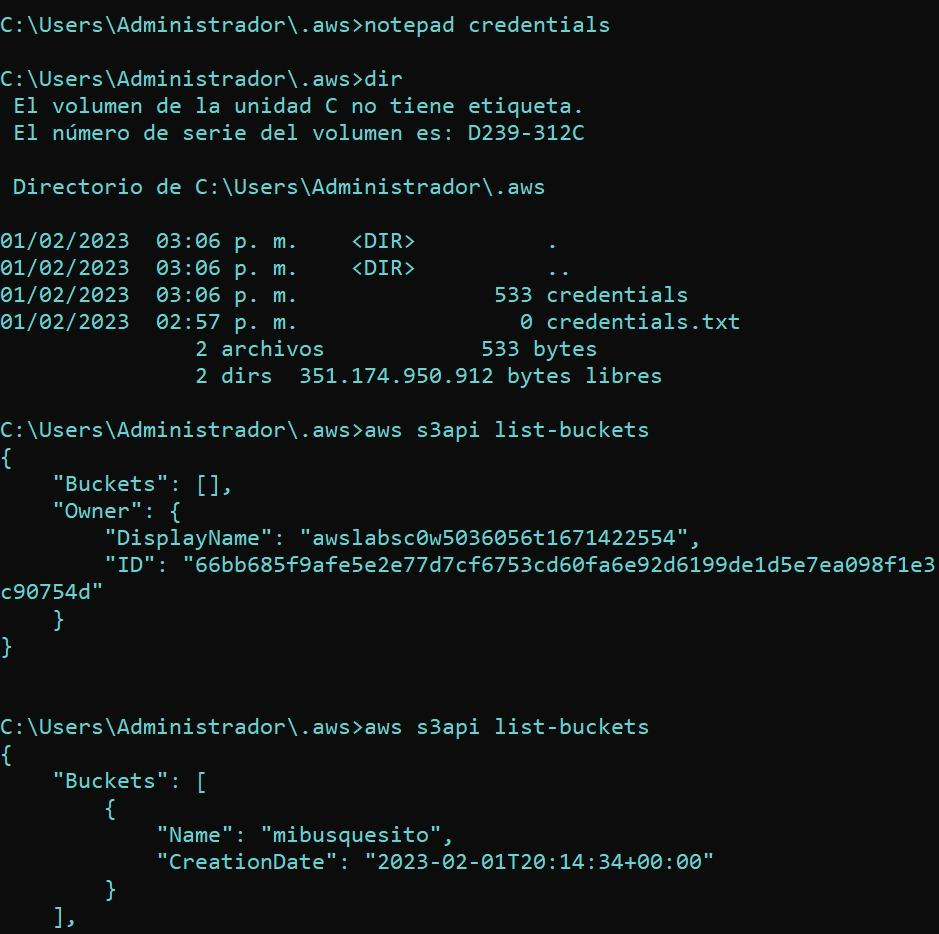 C:\Users\Administrador\.aws>notepad credentials
C:\Users\Administrador\.aws>dir
 El volumen de la unidad C no tiene etiqueta.
 El número de serie del volumen es: D239-312C
 Directorio de C:\Users\Administrador\.aws
01/02/2023  03:06 p. m.    <DIR>          .
01/02/2023  03:06 p. m.    <DIR>          ..
01/02/2023  03:06 p. m.               533 credentials
01/02/2023  02:57 p. m.                 0 credentials.txt
               2 archivos            533 bytes
               2 dirs  351.174.950.912 bytes libres
C:\Users\Administrador\.aws>aws s3api list-buckets
{
    "Buckets": [],
    "Owner": {
        "DisplayName": "awslabsc0w5036056t1671422554",
        "ID": "66bb685f9afe5e2e77d7cf6753cd60fa6e92d6199de1d5e7ea098f1e3
c90754d"
    }
}
C:\Users\Administrador\.aws>aws s3api list-buckets
{
    "Buckets": [
        {
            "Name": "mibusquesito",
            "CreationDate": "2023-02-01T20:14:34+00:00"
        }
    ],